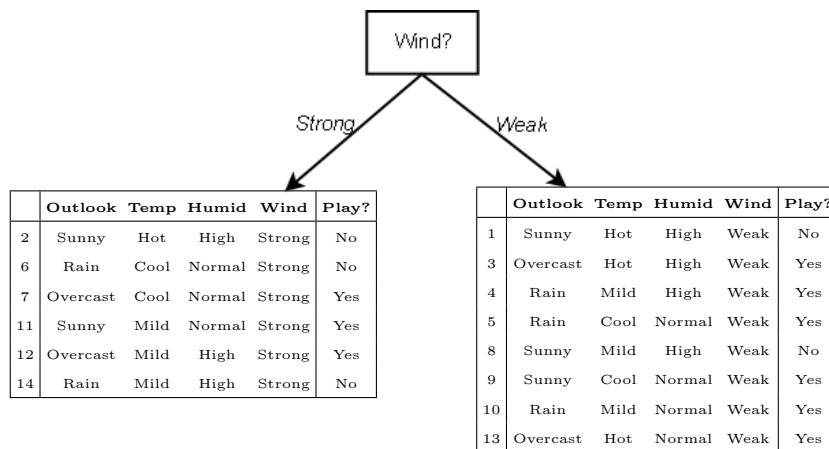 Wind?
Strong
Weak
Outlook Temp Humid Wind Play?
2 Sunny Hot High Strong No
6 Rain Cool Normal Strong No
7 Overcast Cool Normal Strong Yes
11 Sunny Mild Normal Strong Yes
12 Overcast Mild High Strong Yes
14 Rain Mild High Strong No
Outlook Temp Humid Wind Play?
1 Sunny Hot High Weak No
3 Overcast Hot High Weak Yes
4 Rain Mild High Weak Yes
5 Rain Cool Normal Weak Yes
8 Sunny Mild High Weak No
9 Sunny Cool Normal Weak Yes
10 Rain Mild Normal Weak Yes
13 Overcast Hot Normal Weak Yes